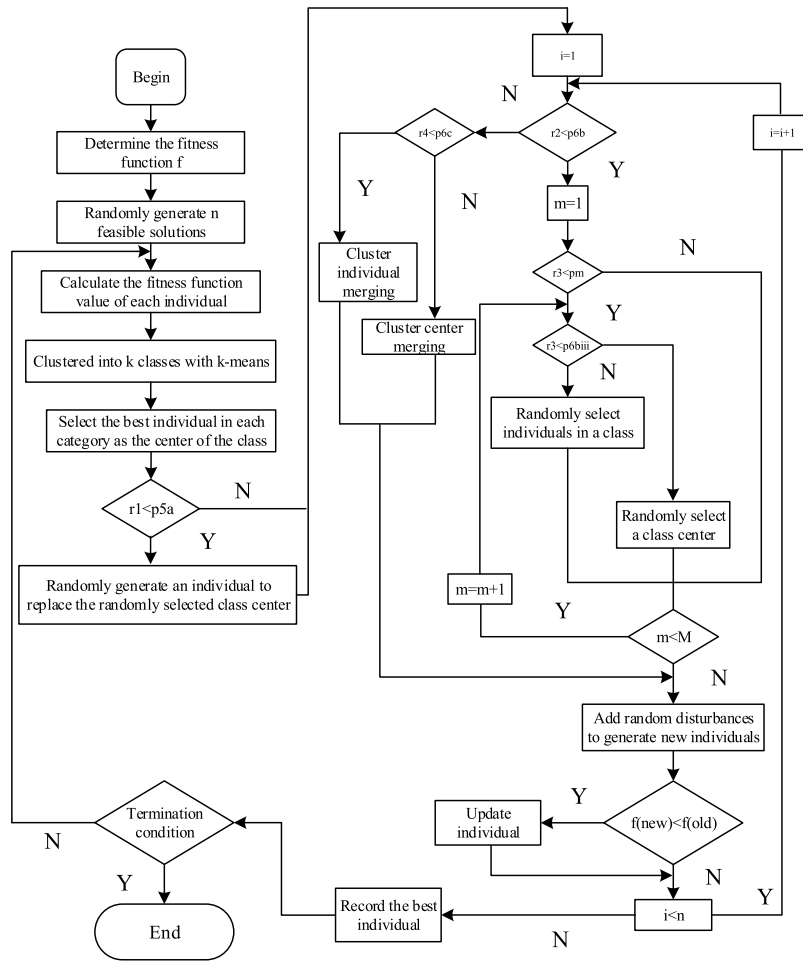 Begin
Determine the fitness
function f
Randomly generate n
feasible solutions
Calculate the fitness function
value of each individual
Clustered into k classes with k-means
Select the best individual in each
category as the center of the class
r1<p5a
N
Y
Randomly generate an individual to
replace the randomly selected class center
i=1
N
r4<p6c
r2<p6b
i=i+1
Y
N
Y
m=1
Cluster
individual
merging
r3<pm
N
Y
Cluster center
merging
r3<p6biii
N
Randomly select
individuals in a class
Randomly select
a class center
m=m+1
Y
m<M
N
Add random disturbances
to generate new individuals
Y
Update
individual
f(new)<f(old)
N
Y
i<n
N
Record the best
individual
Termination
condition
N
Y
End